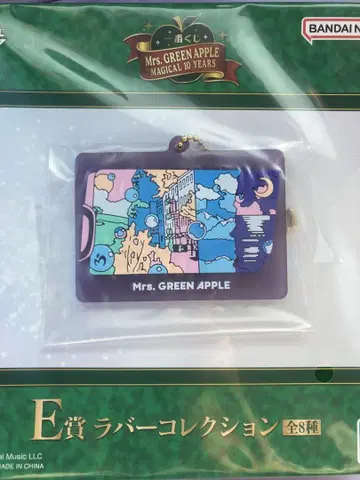 一番くじ
Mrs. GREEN APPLE
MAGICAL 10 YEARS
BANDAI N
Mrs. GREEN APPLE
E賞 ラバーコレクション 全8種
al Music LLC
MADE IN CHINA